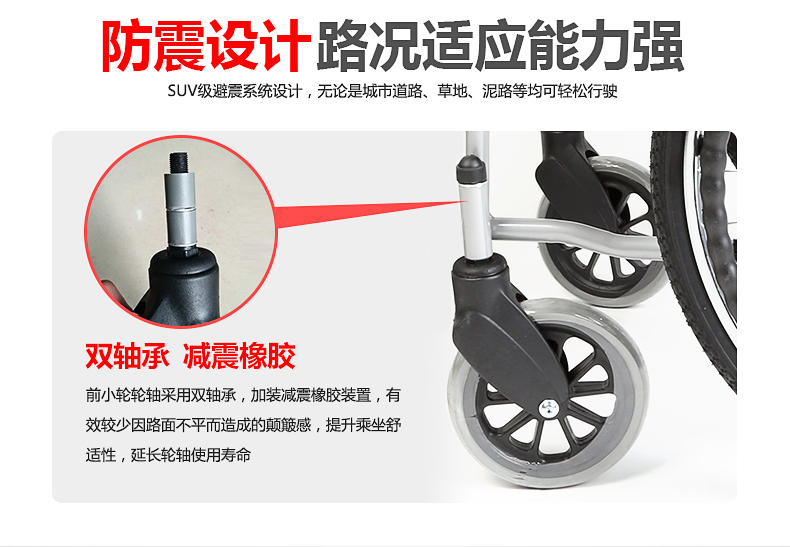 防震设计路况适应能力强
SUV级避震系统设计，无论是城市道路、草地、泥路等均可轻松行驶
双轴承 减震橡胶
前小轮轮轴采用双轴承，加装减震橡胶装置，有
效较少因路面不平而造成的颠簸感，提升乘坐舒
适性，延长轮轴使用寿命